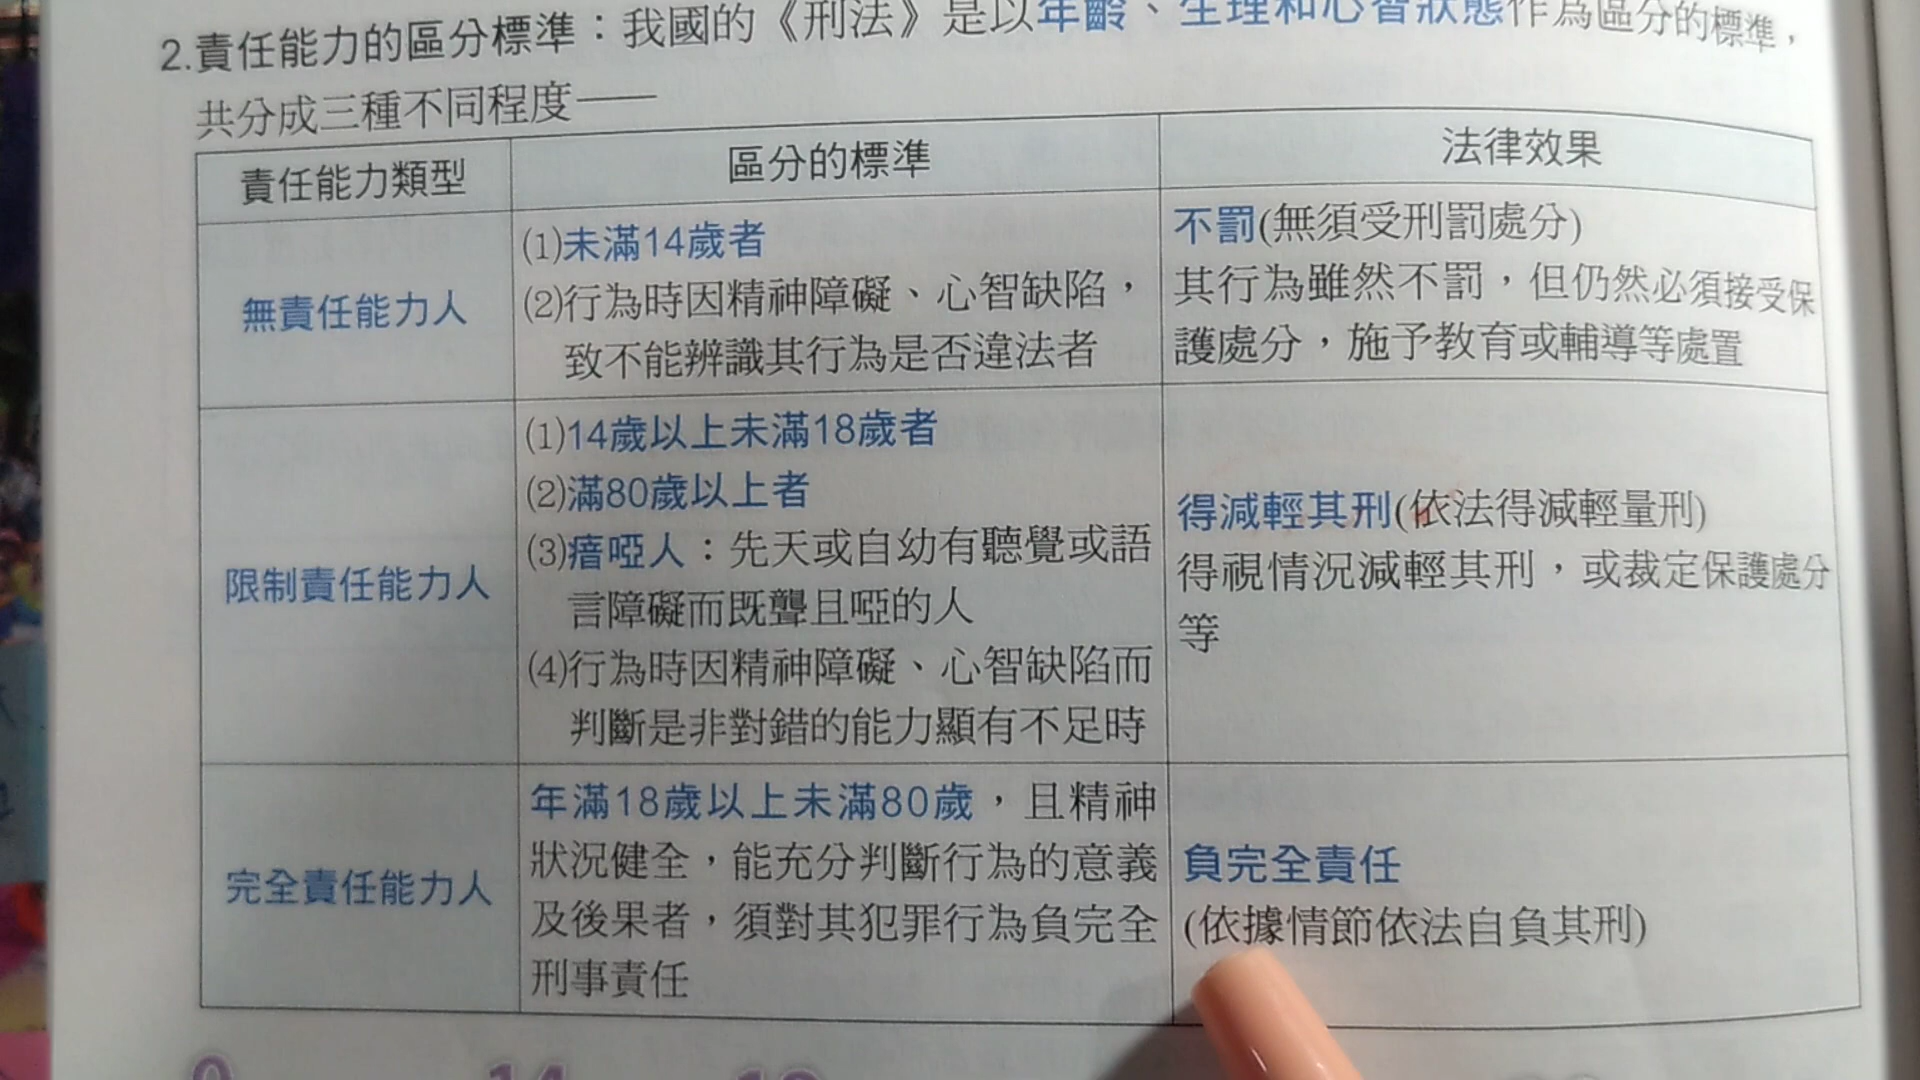 2.責任能力的區分標準：我國的《刑法》是以年齡、生理和心智狀態作為區分的標準，
共分成三種不同程度──
責任能力類型
區分的標準
法律效果
無責任能力人
(1)未滿14歲者
(2)行為時因精神障礙、心智缺陷，
致不能辨識其行為是否違法者
不罰(無須受刑罰處分)
其行為雖然不罰，但仍然必須接受保
護處分，施予教育或輔導等處置
限制責任能力人
(1)14歲以上未滿18歲者
(2)滿80歲以上者
(3)瘖啞人：先天或自幼有聽覺或語
言障礙而既聾且啞的人
(4)行為時因精神障礙、心智缺陷而
判斷是非對錯的能力顯有不足時
得減輕其刑(依法得減輕量刑)
得視情況減輕其刑，或裁定保護處分
等
完全責任能力人
年滿18歲以上未滿80歲，且精神
狀況健全，能充分判斷行為的意義
及後果者，須對其犯罪行為負完全
刑事責任
負完全責任
(依據情節依法自負其刑)